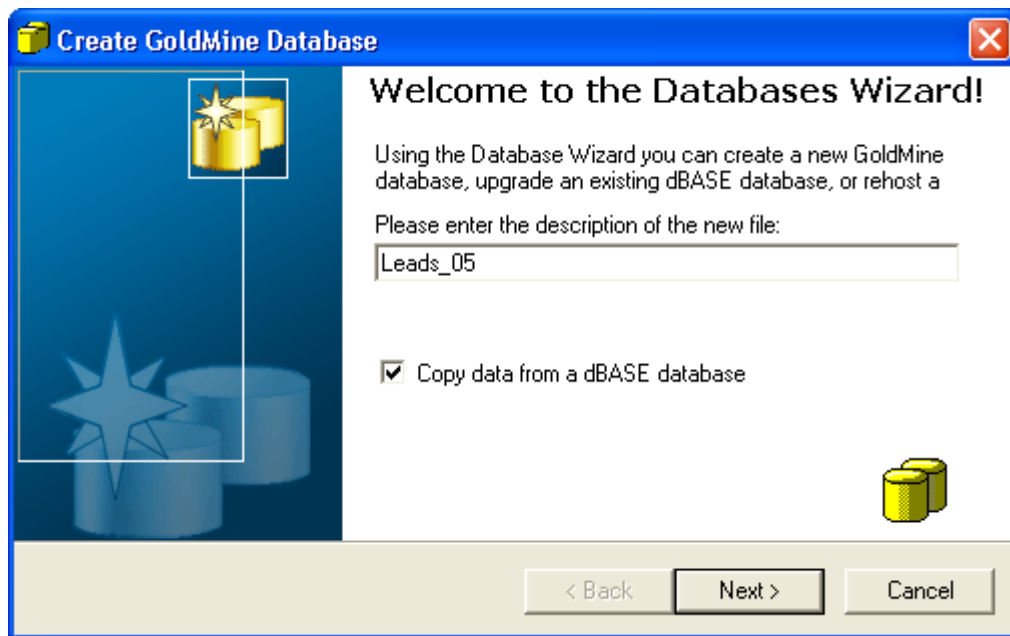 Create GoldMine Database
Welcome to the Databases Wizard!
Using the Database Wizard you can create a new GoldMine
database, upgrade an existing dBASE database, or rehost a
Please enter the description of the new file:
Leads_05
Copy data from a dBASE database
< Back
Next >
Cancel